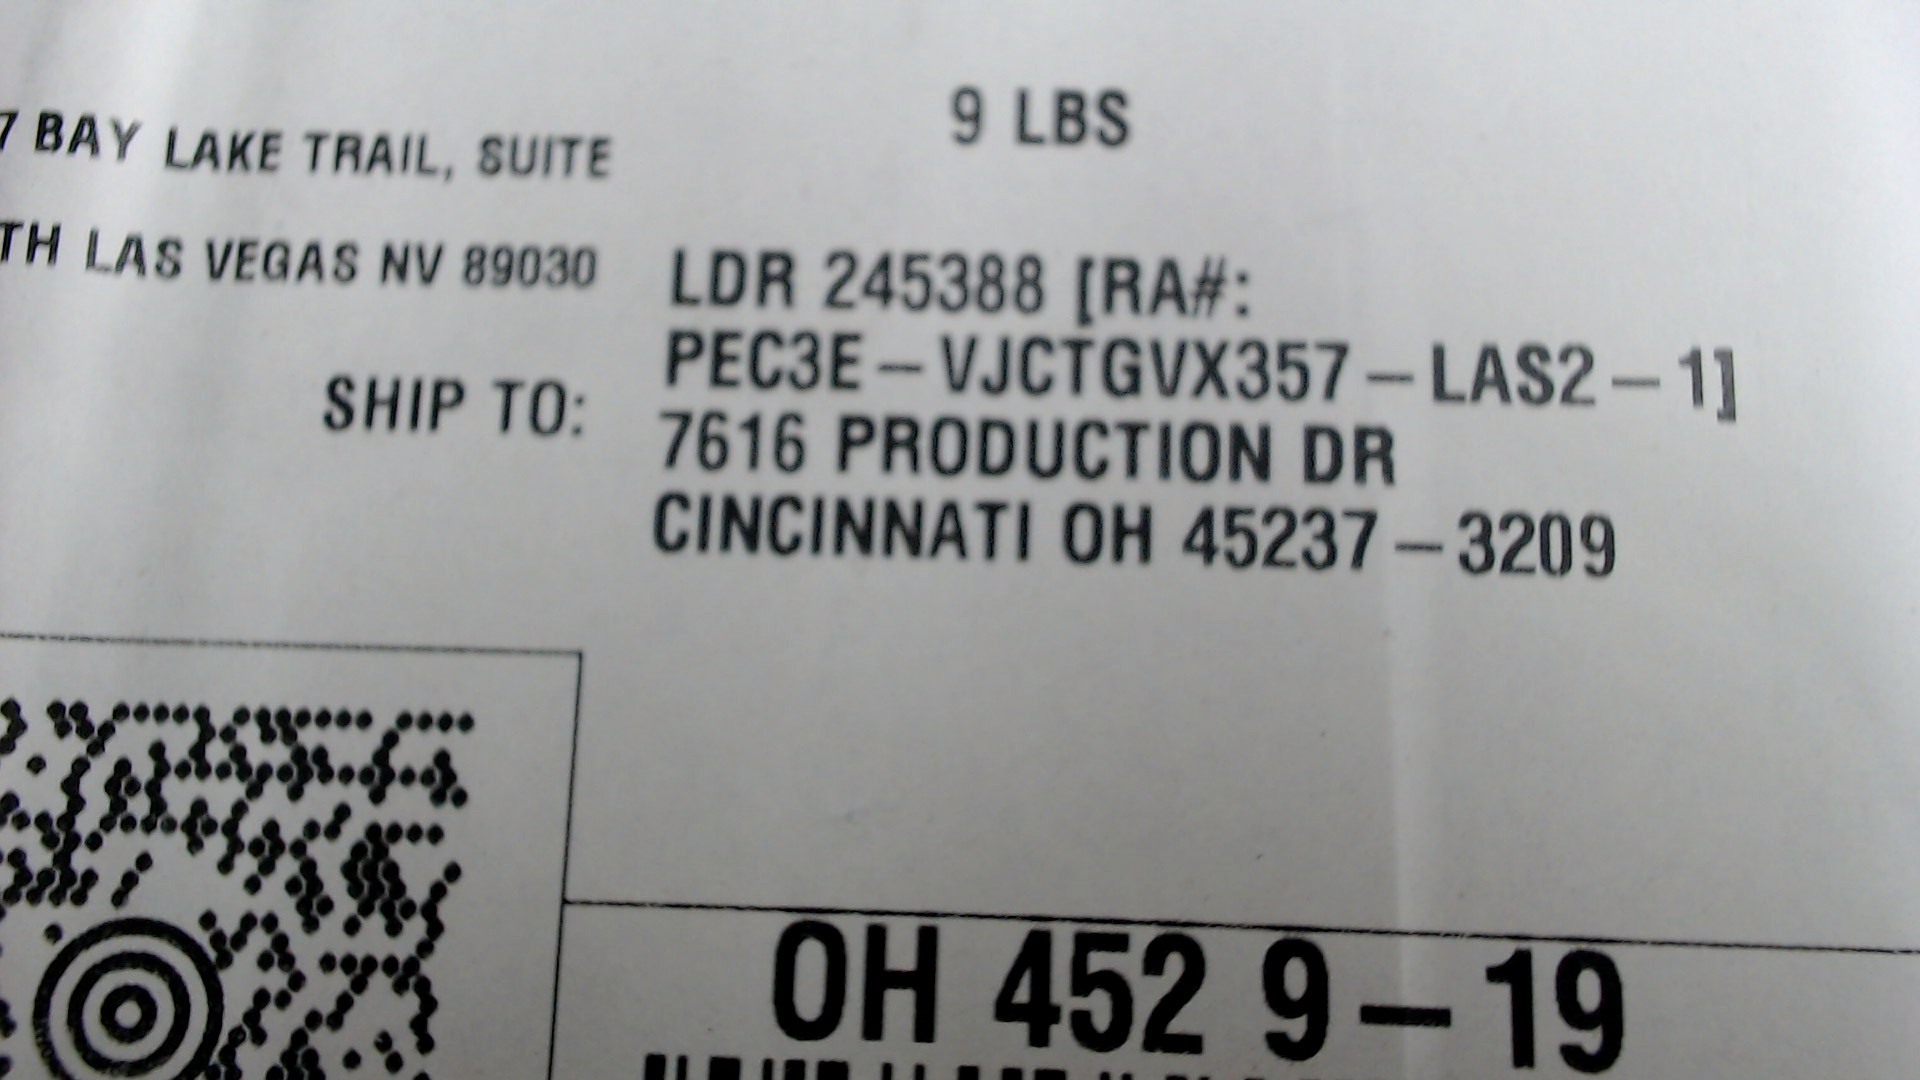 9 LBS
7 BAY LAKE TRAIL, SUITE
TH LAS VEGAS NV 89030
SHIP TO:
LDR 245388 [RA#:
PEC3E-VJCTGVX357-LAS2-1]
7616 PRODUCTION DR
CINCINNATI OH 45237-3209
OH 452 9-19